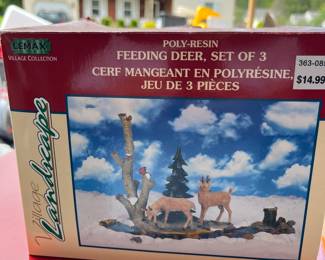 LEMAX
VILLAGE COLLECTION
POLY-RESIN
FEEDING DEER, SET OF 3
CERF MANGEANT EN POLYRÉSINE,
JEU DE 3 PIÈCES
$14.99
Village
Landscape